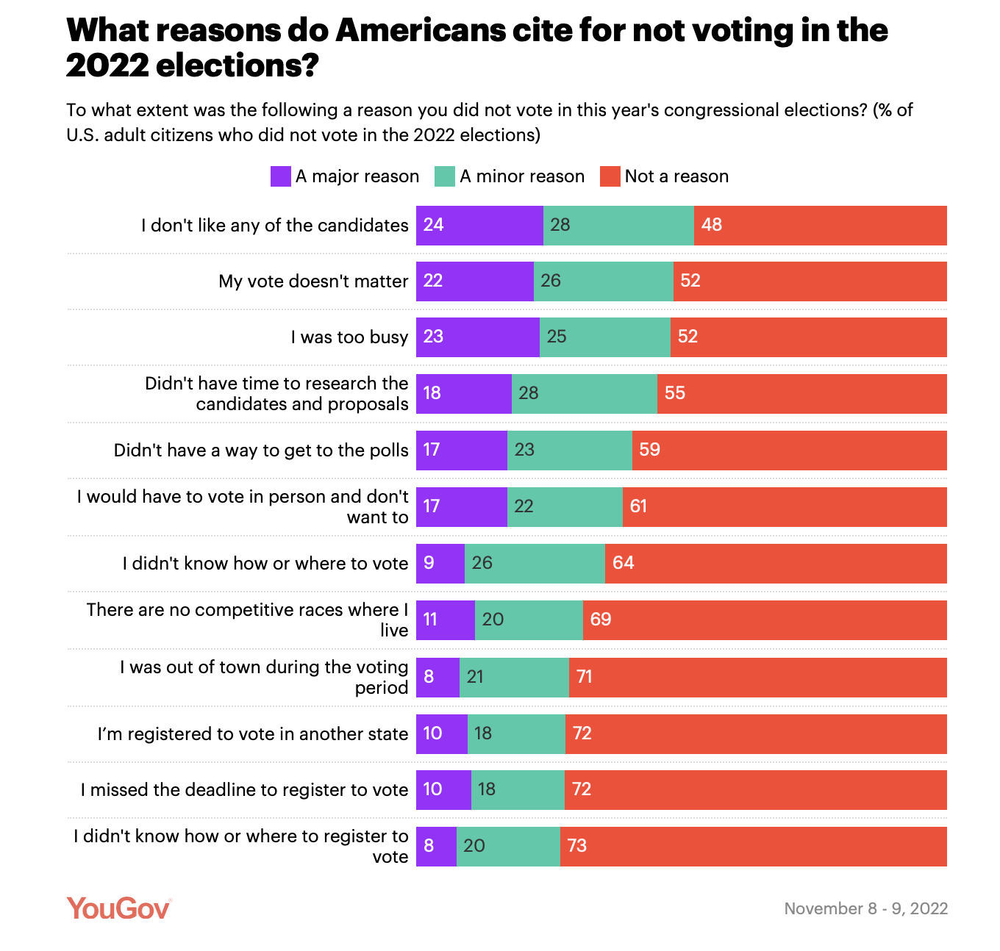 What reasons do Americans cite for not voting in the
2022 elections?
To what extent was the following a reason you did not vote in this year's congressional elections? (% of
U.S. adult citizens who did not vote in the 2022 elections)
A major reason A minor reason Not a reason
I don't like any of the candidates 24 28 48
My vote doesn't matter 22 26 52
I was too busy 23 25 52
Didn't have time to research the
candidates and proposals 18 28 55
Didn't have a way to get to the polls 17 23 59
I would have to vote in person and don't
want to 17 22 61
I didn't know how or where to vote 9 26 64
There are no competitive races where I
live 11 20 69
I was out of town during the voting
period 8 21 71
I’m registered to vote in another state 10 18 72
I missed the deadline to register to vote 10 18 72
I didn't know how or where to register to
vote 8 20 73
YouGov November 8 - 9, 2022